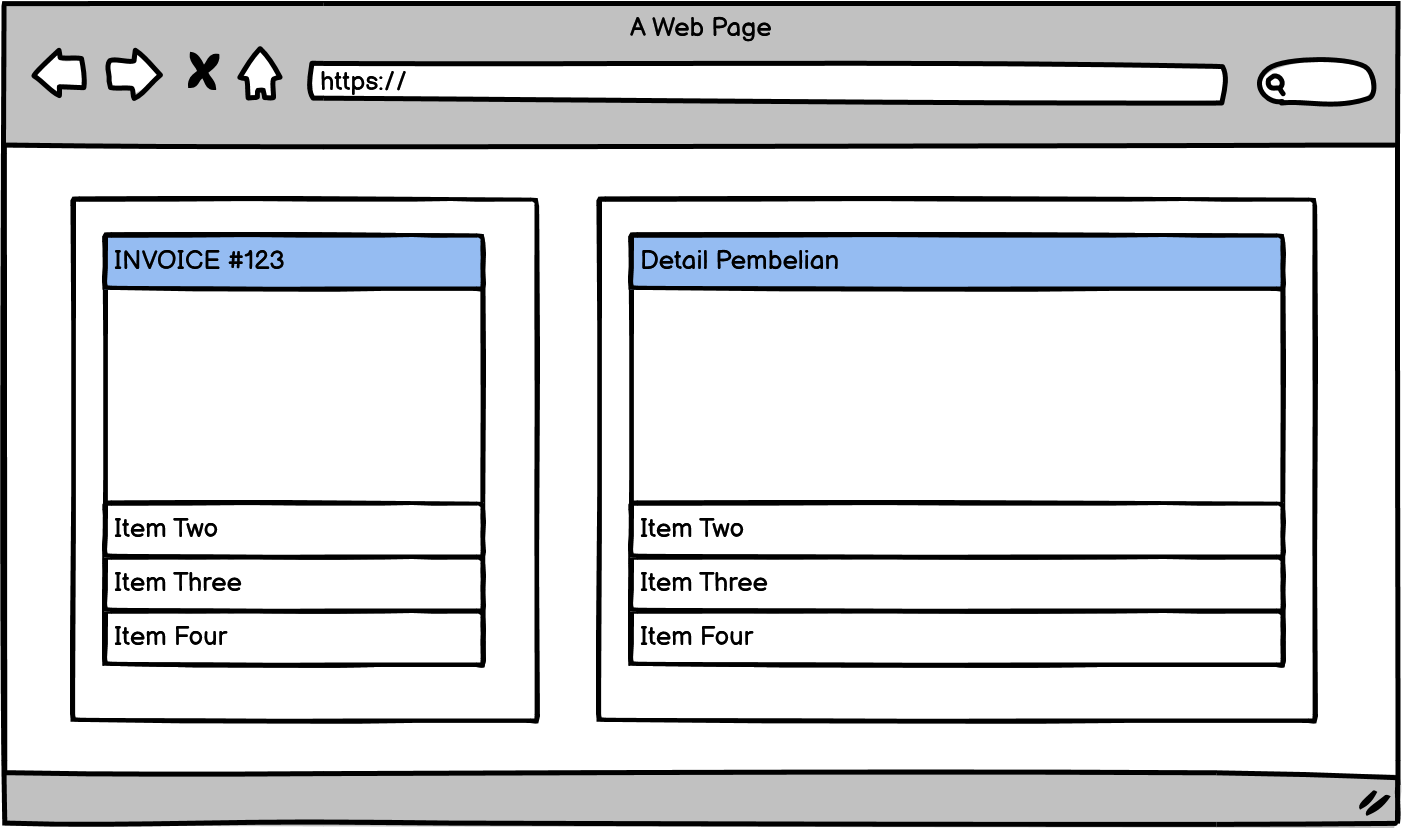 A Web Page
https://
INVOICE #123
Item Two
Item Three
Item Four
Detail Pembelian
Item Two
Item Three
Item Four